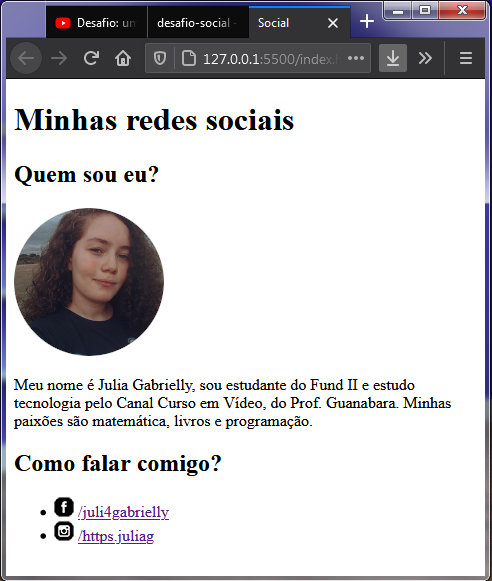 Desafio: um
desafio-social -
Social
127.0.0.1:5500/index.h
Minhas redes sociais
Quem sou eu?
Meu nome é Julia Gabrielly, sou estudante do Fund II e estudo
tecnologia pelo Canal Curso em Vídeo, do Prof. Guanabara. Minhas
paixões são matemática, livros e programação.
Como falar comigo?
/juli4gabrielly
/https.juliag